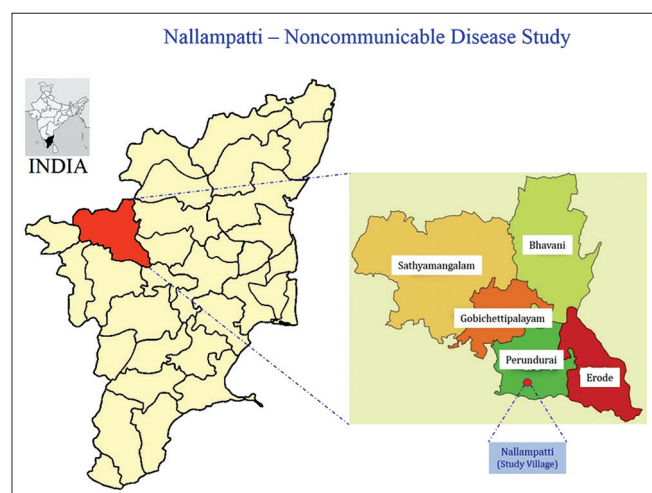 Nallampatti – Noncommunicable Disease Study
INDIA
Bhavani
Sathyamangalam
Gobichettipalayam
Perundurai
Erode
Nallampatti
(Study Village)